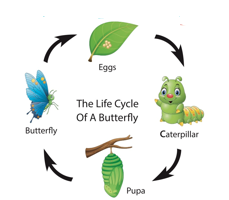 Eggs
The Life Cycle
Of A Butterfly
Butterfly
Caterpillar
Pupa